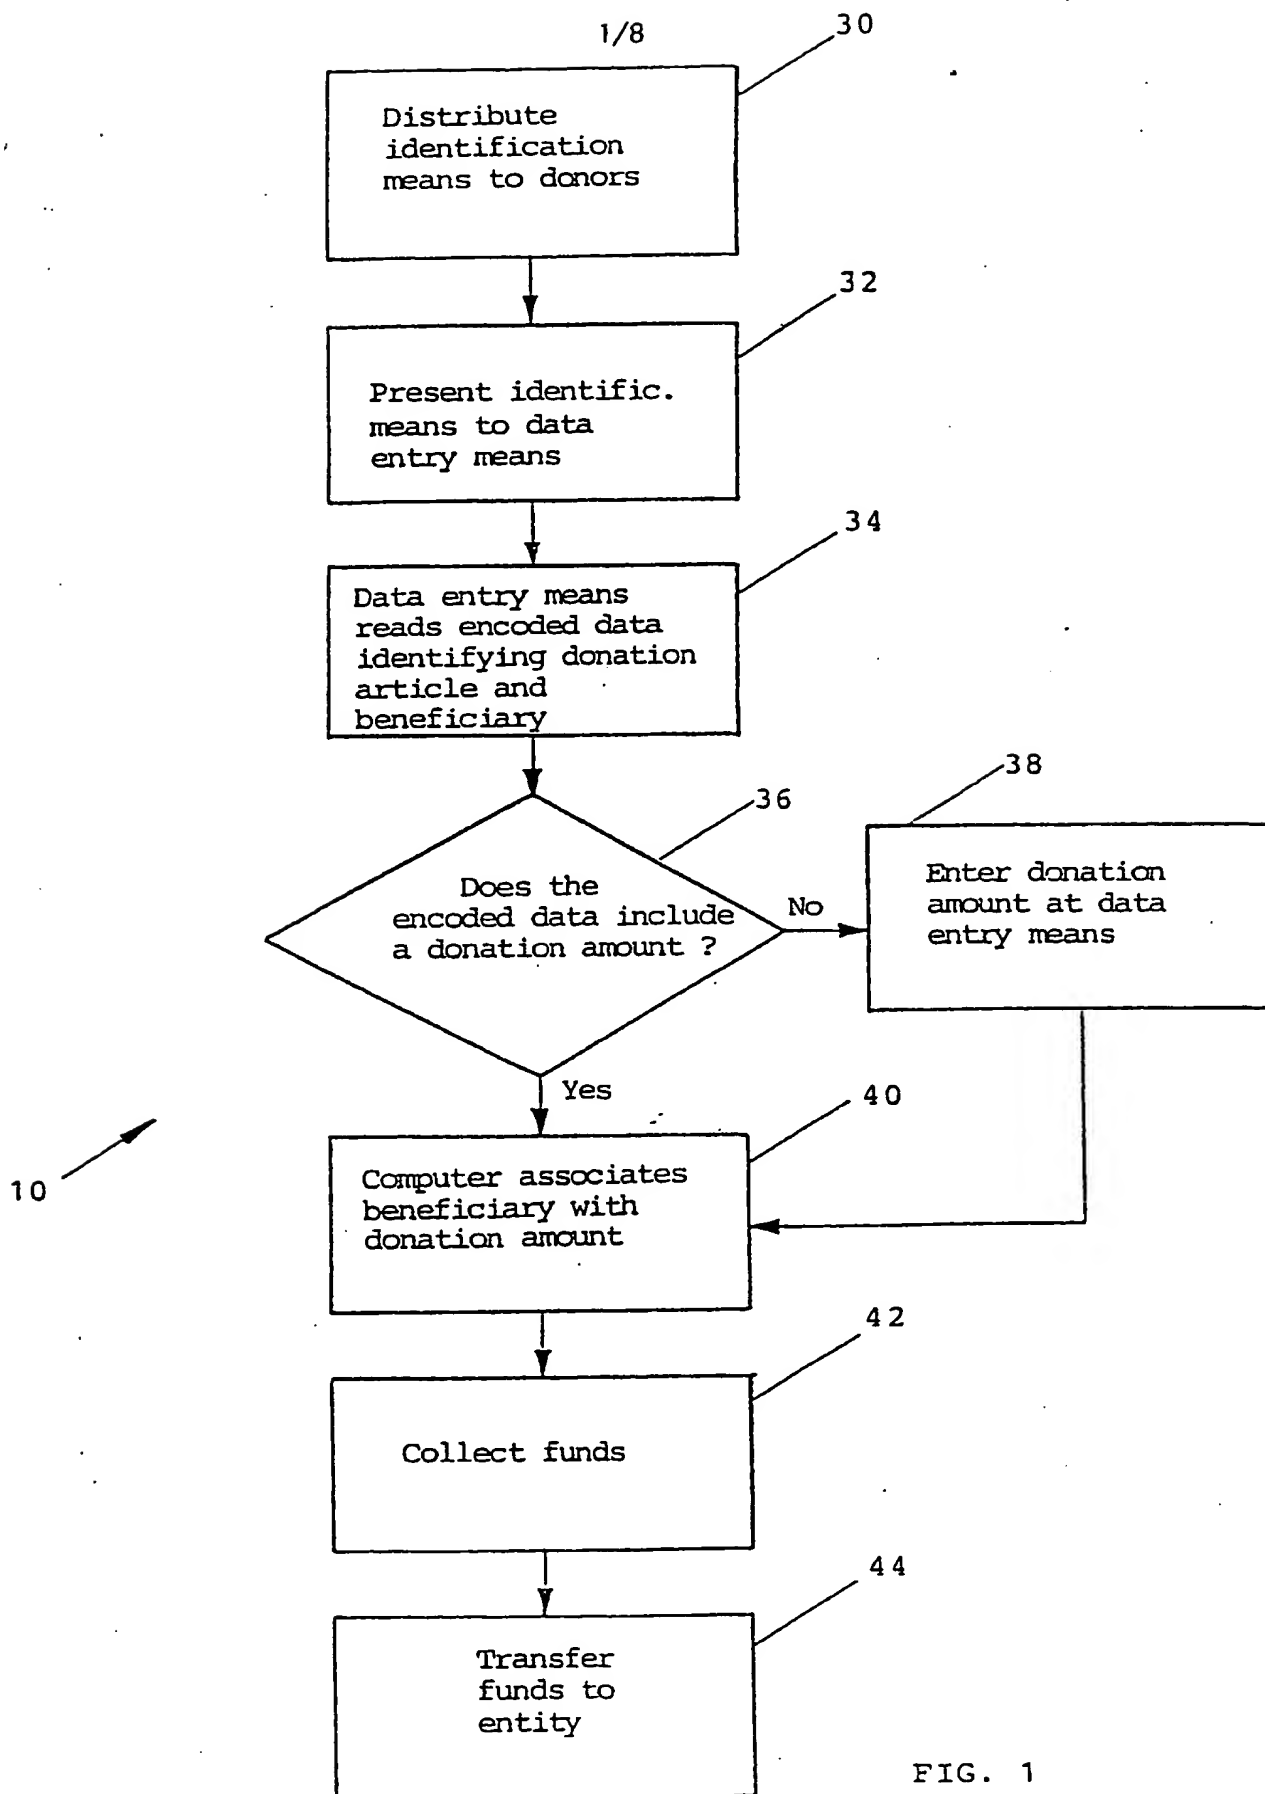 1/8
30
Distribute
identification
means to donors
32
Present identific.
means to data
entry means
34
Data entry means
reads encoded data
identifying donation
article and
beneficiary
36
Does the
encoded data include
a donation amount ?
No
38
Enter donation
amount at data
entry means
Yes
40
Computer associates
beneficiary with
donation amount
10
42
Collect funds
44
Transfer
funds to
entity
FIG. 1